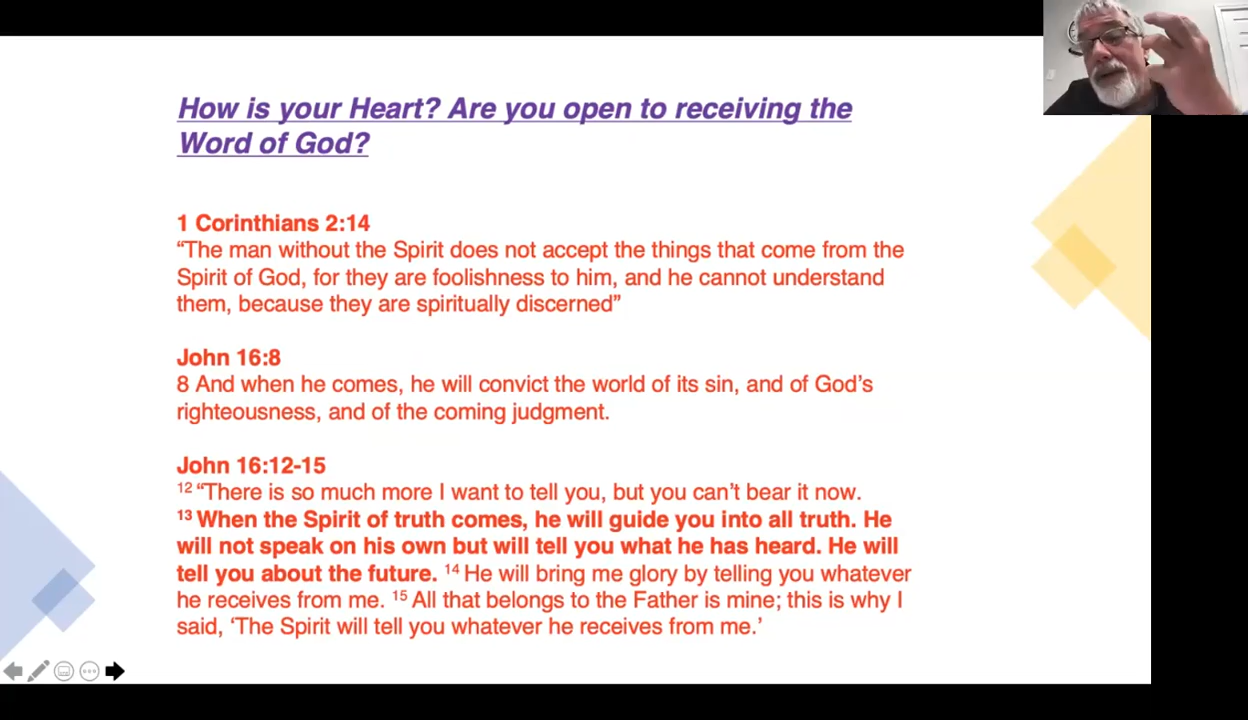 How is your Heart? Are you open to receiving the
Word of God?
1 Corinthians 2:14
“The man without the Spirit does not accept the things that come from the
Spirit of God, for they are foolishness to him, and he cannot understand
them, because they are spiritually discerned”
John 16:8
8 And when he comes, he will convict the world of its sin, and of God’s
righteousness, and of the coming judgment.
John 16:12-15
12 “There is so much more I want to tell you, but you can’t bear it now.
13 When the Spirit of truth comes, he will guide you into all truth. He
will not speak on his own but will tell you what he has heard. He will
tell you about the future. 14 He will bring me glory by telling you whatever
he receives from me. 15 All that belongs to the Father is mine; this is why I
said, ‘The Spirit will tell you whatever he receives from me.’